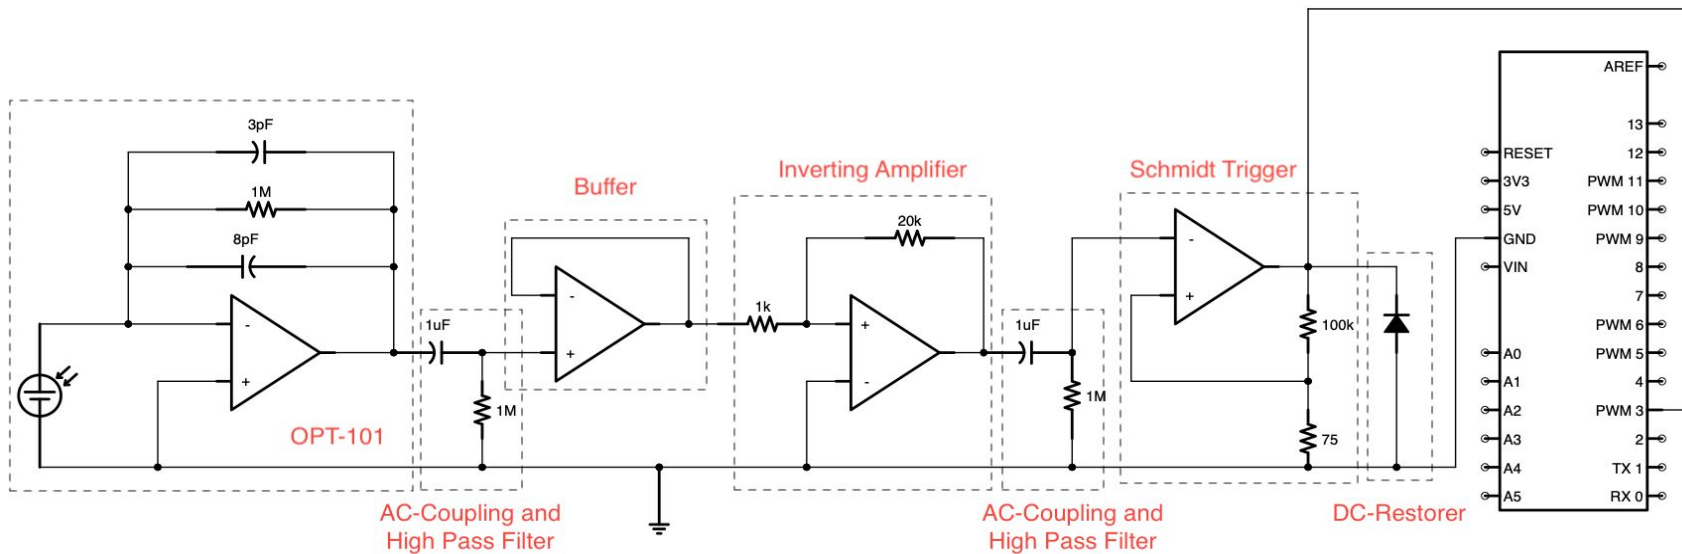 3pF
1M
8pF
-
+
OPT-101
1uF
1M
AC-Coupling and
High Pass Filter
Buffer
-
+
Inverting Amplifier
20k
1k
+
-
1uF
1M
AC-Coupling and
High Pass Filter
Schmidt Trigger
-
+
100k
75
DC-Restorer
RESET
3V3
5V
GND
VIN
A0
A1
A2
A3
A4
A5
AREF
13
12
PWM 11
PWM 10
PWM 9
8
7
PWM 6
PWM 5
4
PWM 3
2
TX 1
RX 0